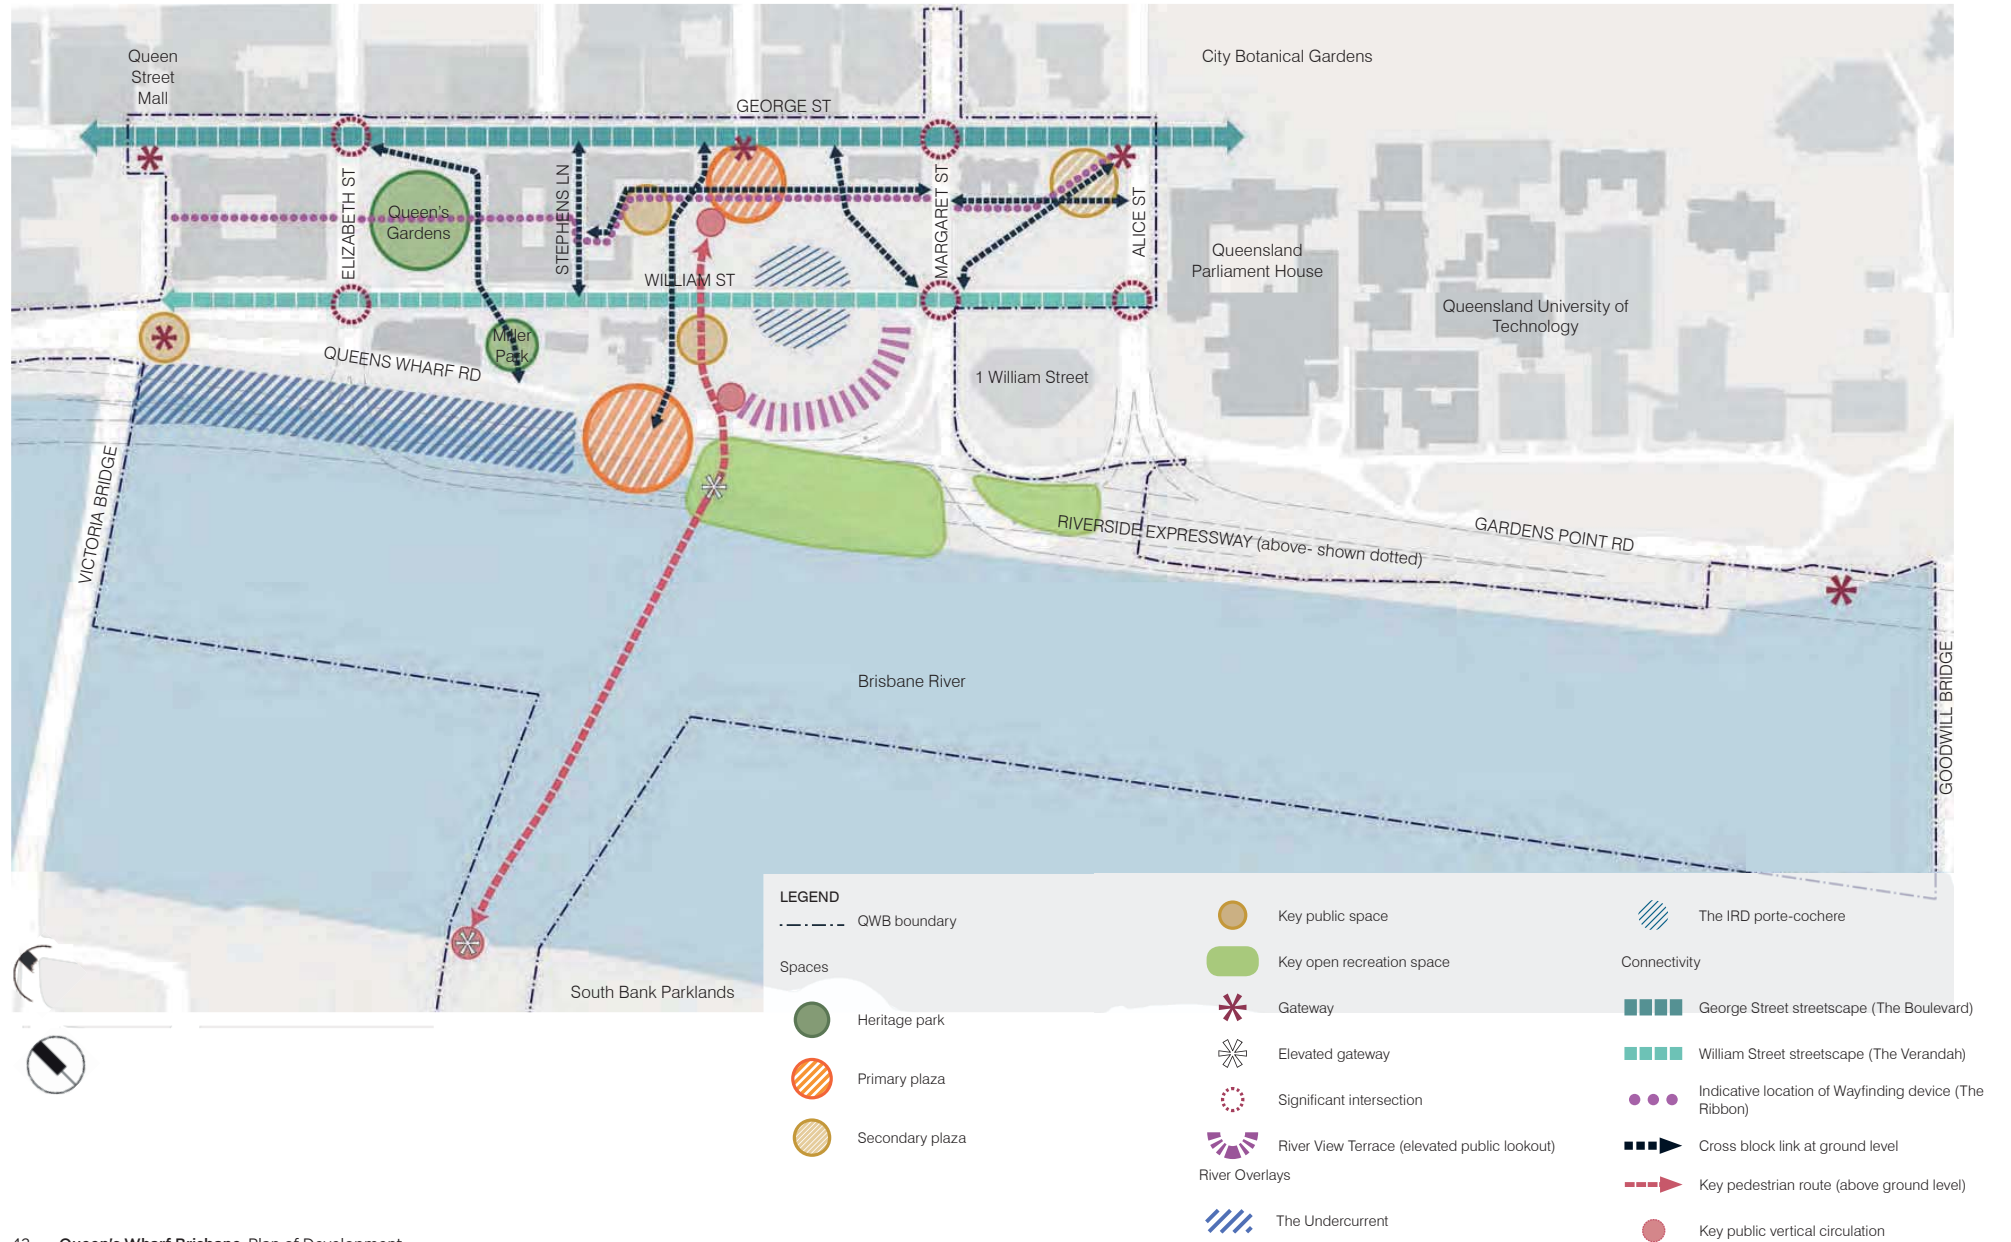 Queen
Street
Mall
City Botanical Gardens
GEORGE ST
ELIZABETH ST
Queen's
Gardens
STEPHENS LN
MARGARET ST
ALICE ST
WILLIAM ST
Queensland
Parliament House
Queensland University of
Technology
Miller
Park
QUEENS WHARF RD
1 William Street
VICTORIA BRIDGE
RIVERSIDE EXPRESSWAY (above- shown dotted)
GARDENS POINT RD
GOODWILL BRIDGE
Brisbane River
South Bank Parklands
LEGEND
QWB boundary
Spaces
Heritage park
Primary plaza
Secondary plaza
Key public space
Key open recreation space
Gateway
Elevated gateway
Significant intersection
River View Terrace (elevated public lookout)
River Overlays
The Undercurrent
The IRD porte-cochere
Connectivity
George Street streetscape (The Boulevard)
William Street streetscape (The Verandah)
Indicative location of Wayfinding device (The
Ribbon)
Cross block link at ground level
Key pedestrian route (above ground level)
Key public vertical circulation
Queen's Wharf Brisbane Plan of Development